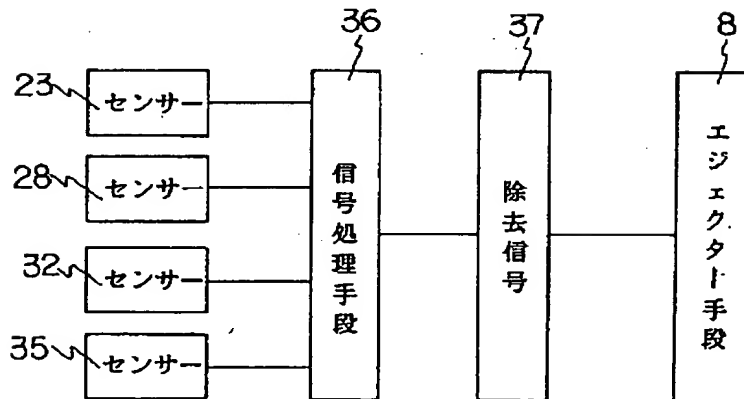 36
37
8
23
センサー
28
センサー
32
センサー
35
センサー
信号処理手段
除去信号
エジェクター手段